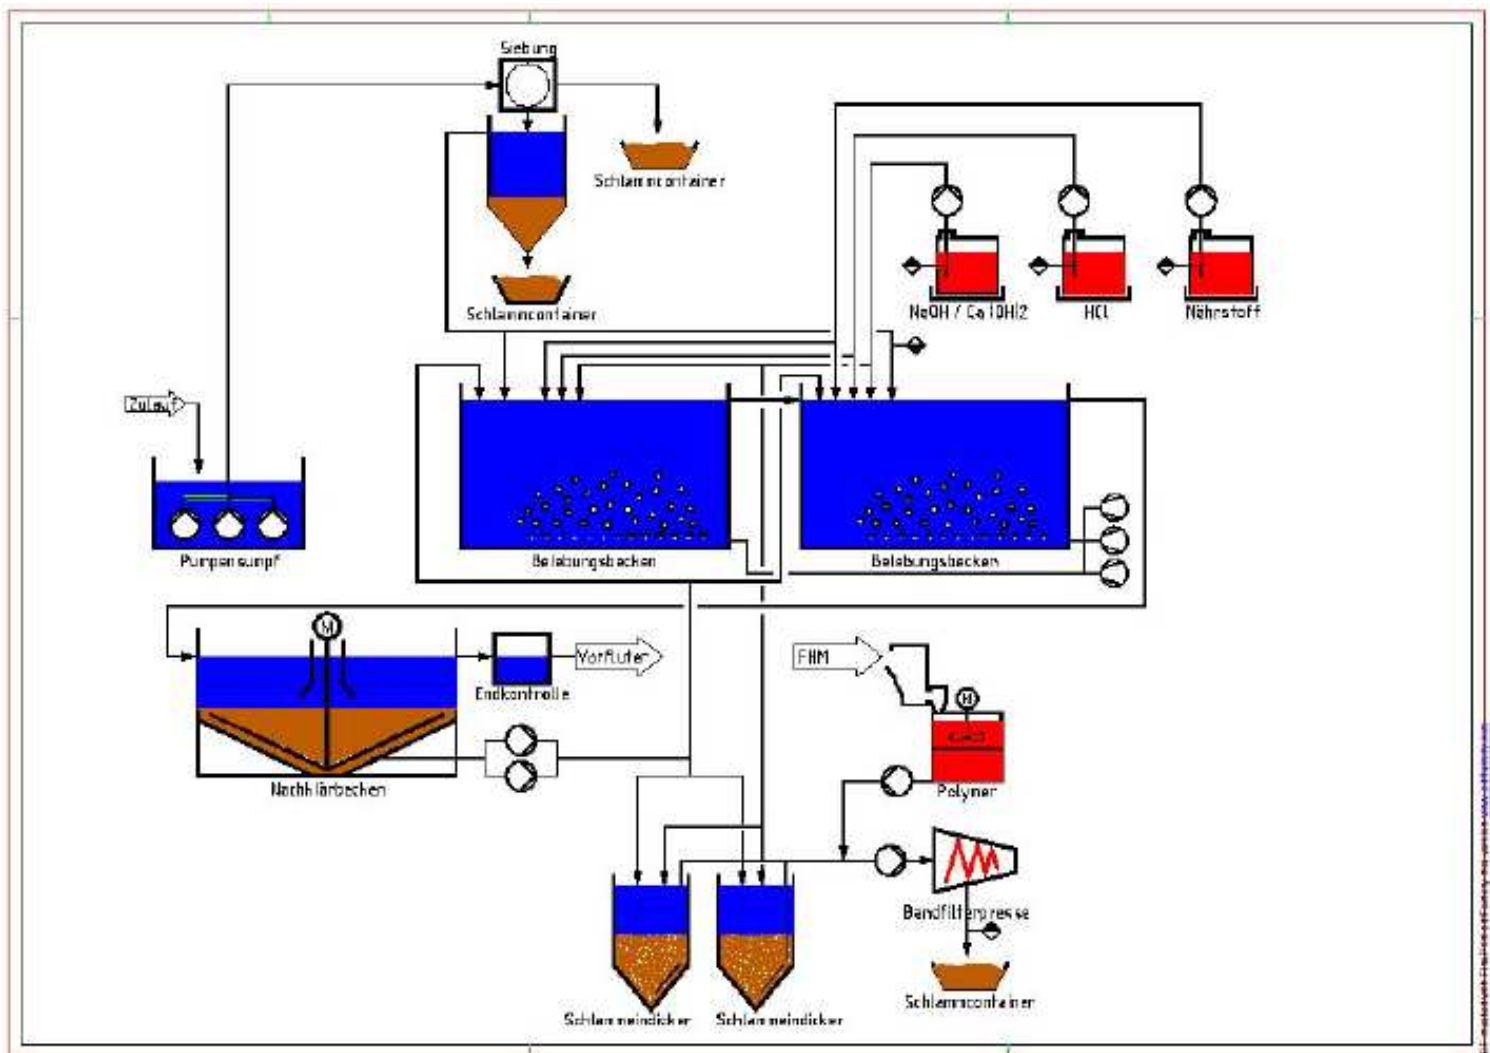 Siebung
Schlammcontainer
Schlammcontainer
NaOH / Ca(OH)2
HCl
Nährstoff
Zulauf
Pumpensumpf
Belebungsbecken
Belebungsbecken
M
Vorfluter
FHM
Endkontrolle
M
Nachklärbecken
Polymer
Bandfilterpresse
Schlammcontainer
Schlammeindicker
Schlammeindicker